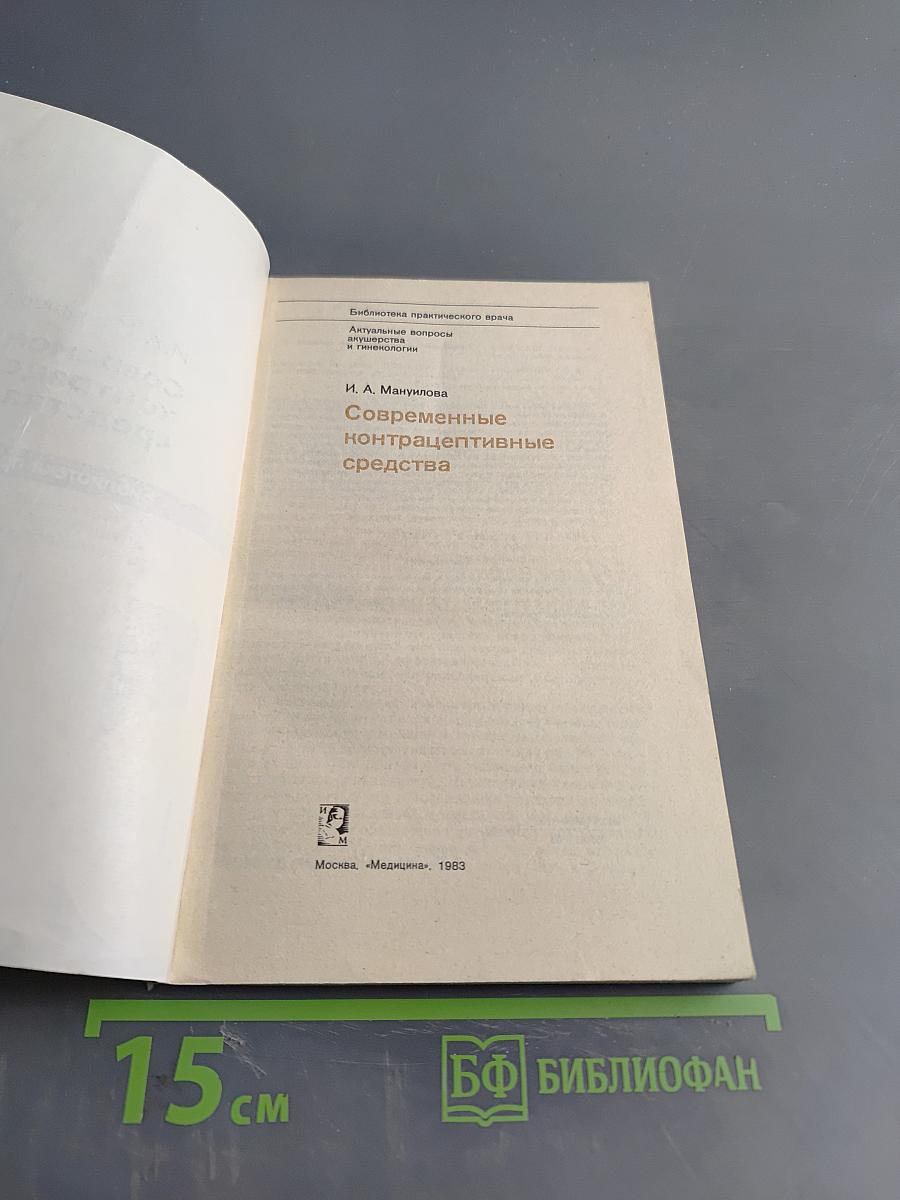 Библиотека практического врача
Актуальные вопросы
акушерства
и гинекологии
И. А. Мануилова
Современные
контрацептивные
средства
И
М
Москва, «Медицина», 1983
15 см
БФ БИБЛИОФАН